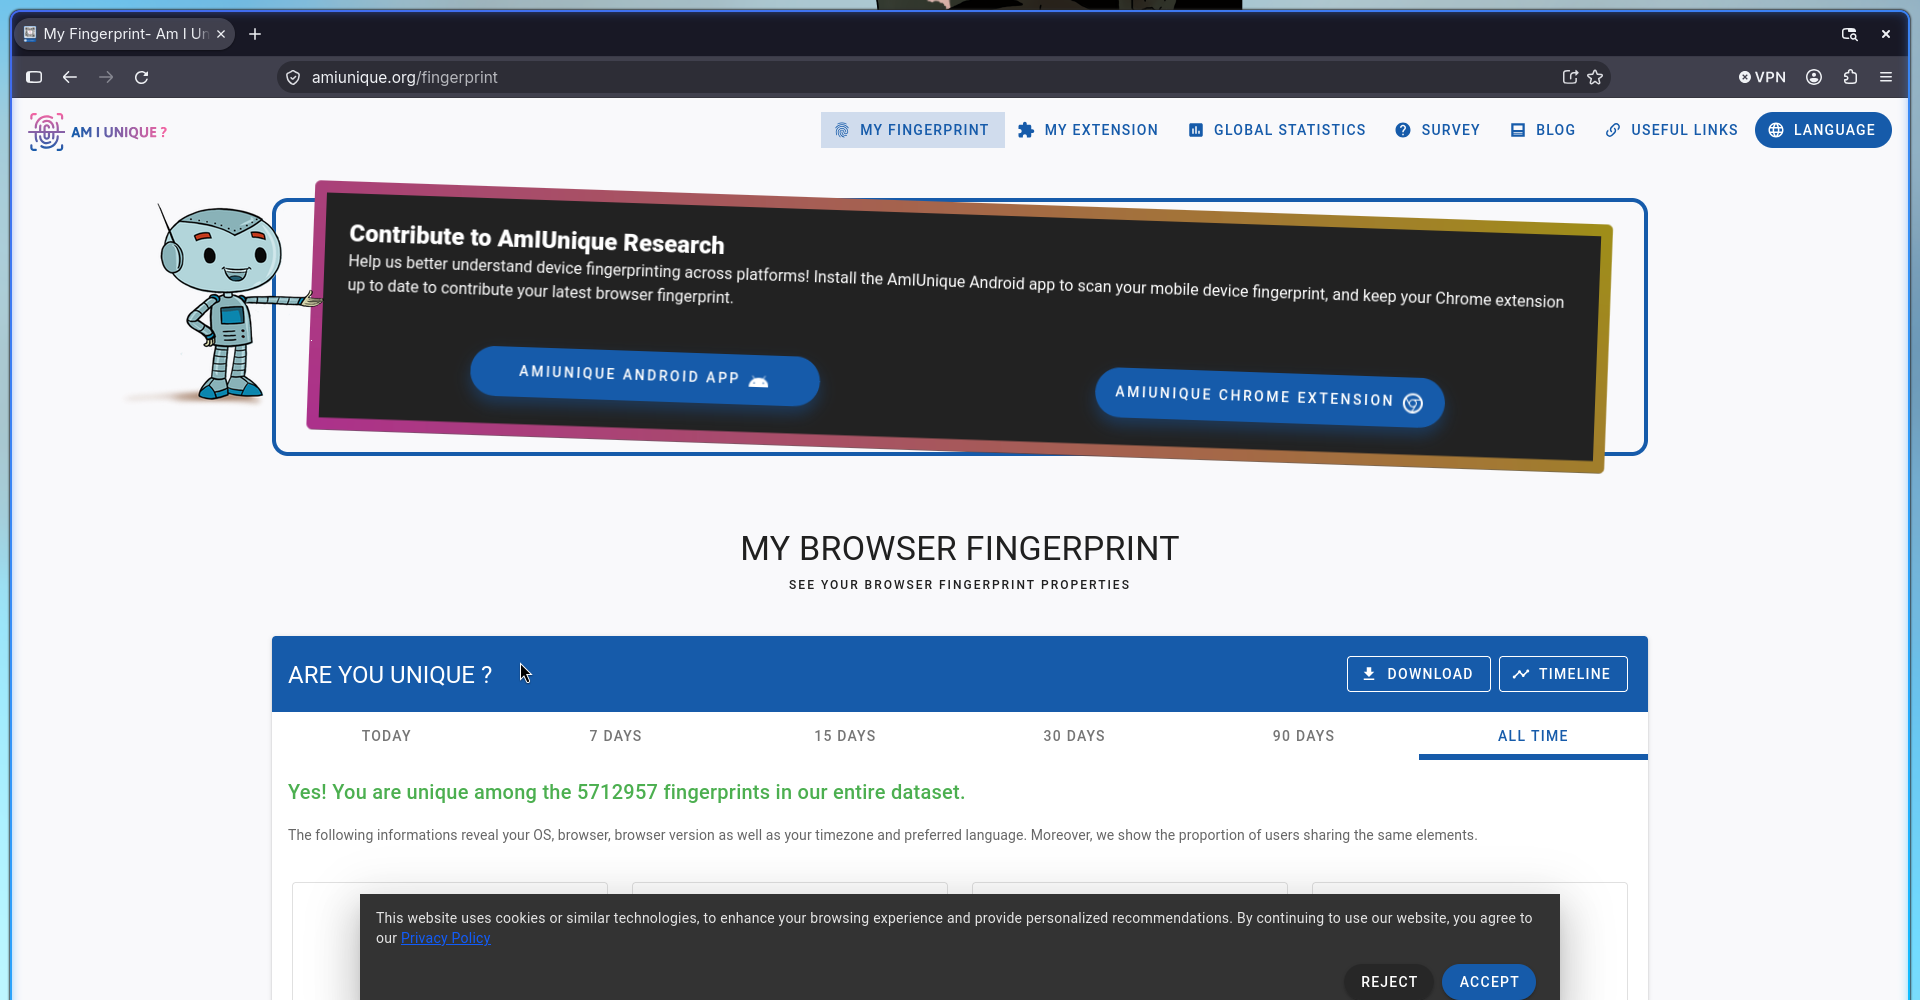 My Fingerprint- Am I Un
amiunique.org/fingerprint
VPN
AM I UNIQUE ?
MY FINGERPRINT
MY EXTENSION
GLOBAL STATISTICS
SURVEY
BLOG
USEFUL LINKS
LANGUAGE
Contribute to AmIUnique Research
Help us better understand device fingerprinting across platforms! Install the AmIUnique Android app to scan your mobile device fingerprint, and keep your Chrome extension
up to date to contribute your latest browser fingerprint.
AMIUNIQUE ANDROID APP
AMIUNIQUE CHROME EXTENSION
MY BROWSER FINGERPRINT
SEE YOUR BROWSER FINGERPRINT PROPERTIES
ARE YOU UNIQUE ?
DOWNLOAD
TIMELINE
TODAY
7 DAYS
15 DAYS
30 DAYS
90 DAYS
ALL TIME
Yes! You are unique among the 5712957 fingerprints in our entire dataset.
The following informations reveal your OS, browser, browser version as well as your timezone and preferred language. Moreover, we show the proportion of users sharing the same elements.
This website uses cookies or similar technologies, to enhance your browsing experience and provide personalized recommendations. By continuing to use our website, you agree to
our Privacy Policy
REJECT
ACCEPT